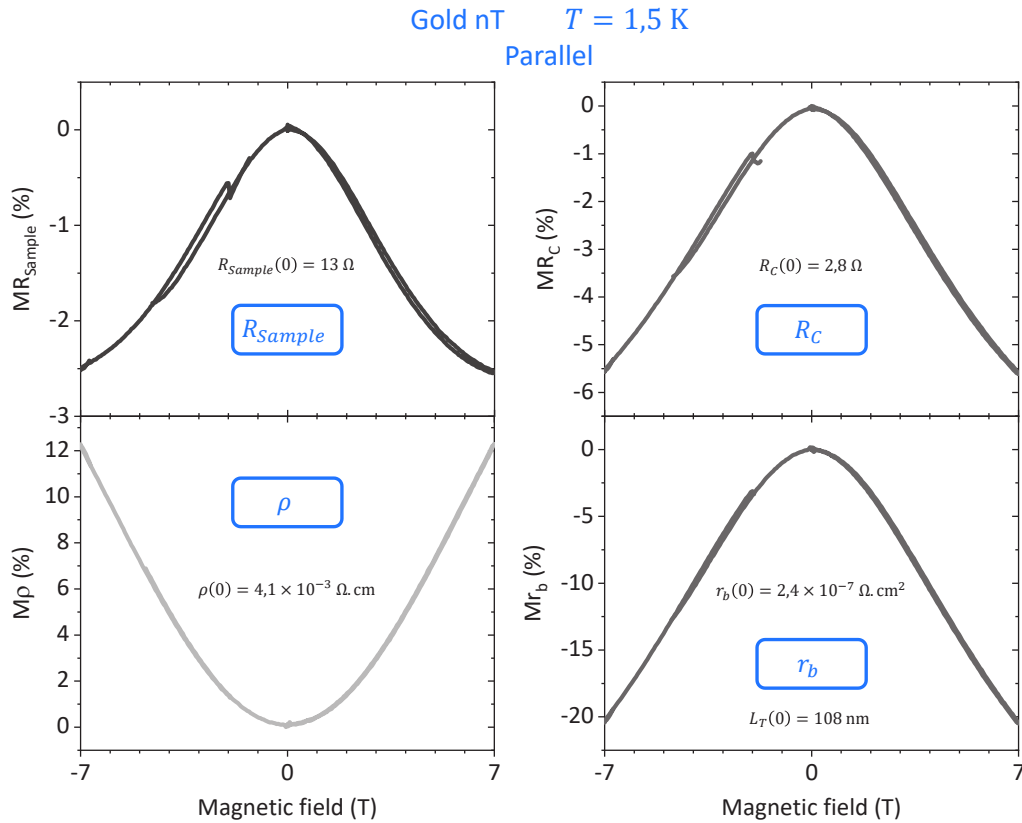 Gold nT T = 1,5 K
Parallel
0
-1
-2
-3
MR_Sample (%)
R_Sample(0) = 13 Ω
R_Sample
0
-1
-2
-3
-4
-5
-6
MR_C (%)
R_C(0) = 2,8 Ω
R_C
12
10
8
6
4
2
0
Mρ (%)
ρ
ρ(0) = 4,1 × 10⁻³ Ω.cm
-7
0
7
Magnetic field (T)
0
-5
-10
-15
-20
Mr_b (%)
r_b(0) = 2,4 × 10⁻⁷ Ω.cm²
r_b
L_T(0) = 108 nm
-7
0
7
Magnetic field (T)